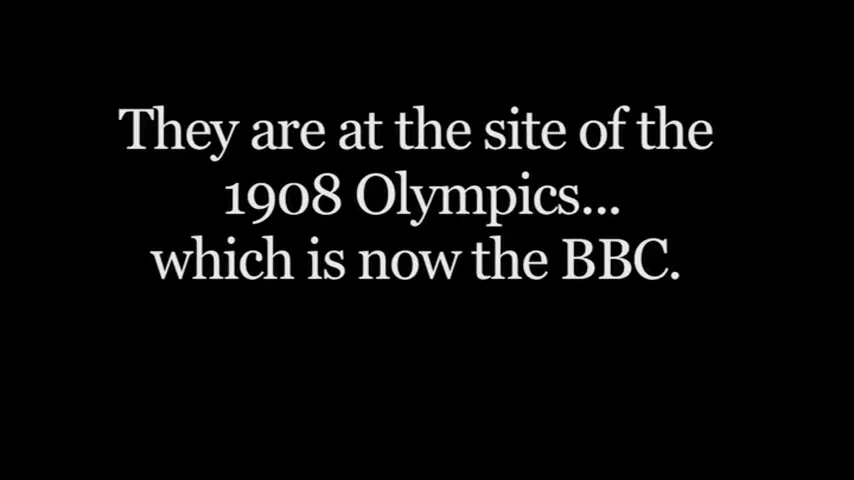 They are at the site of the
1908 Olympics...
which is now the BBC.